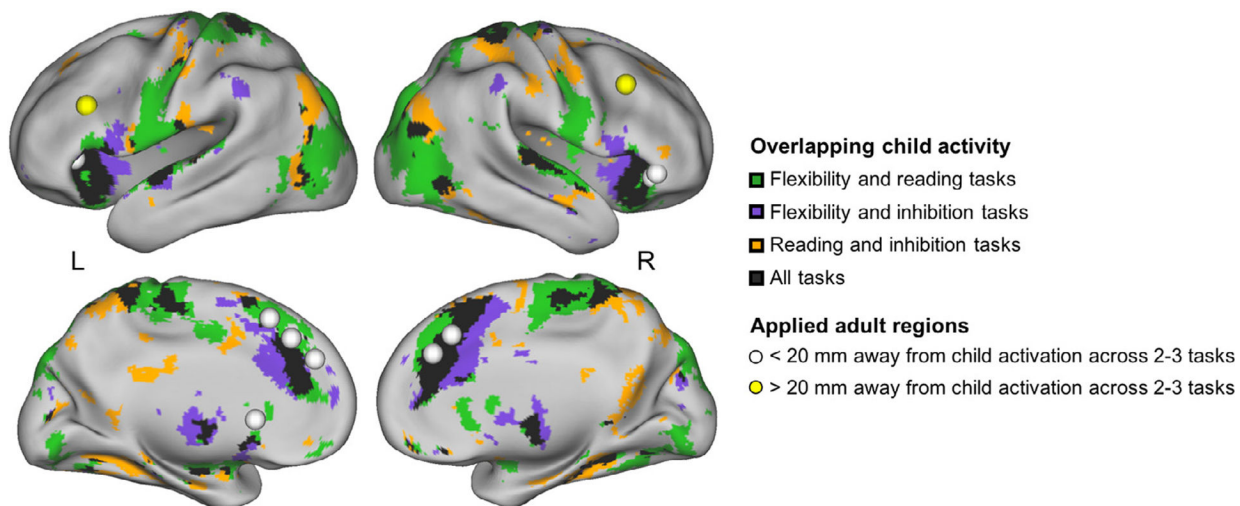 L
R
Overlapping child activity
Flexibility and reading tasks
Flexibility and inhibition tasks
Reading and inhibition tasks
All tasks
Applied adult regions
< 20 mm away from child activation across 2-3 tasks
> 20 mm away from child activation across 2-3 tasks